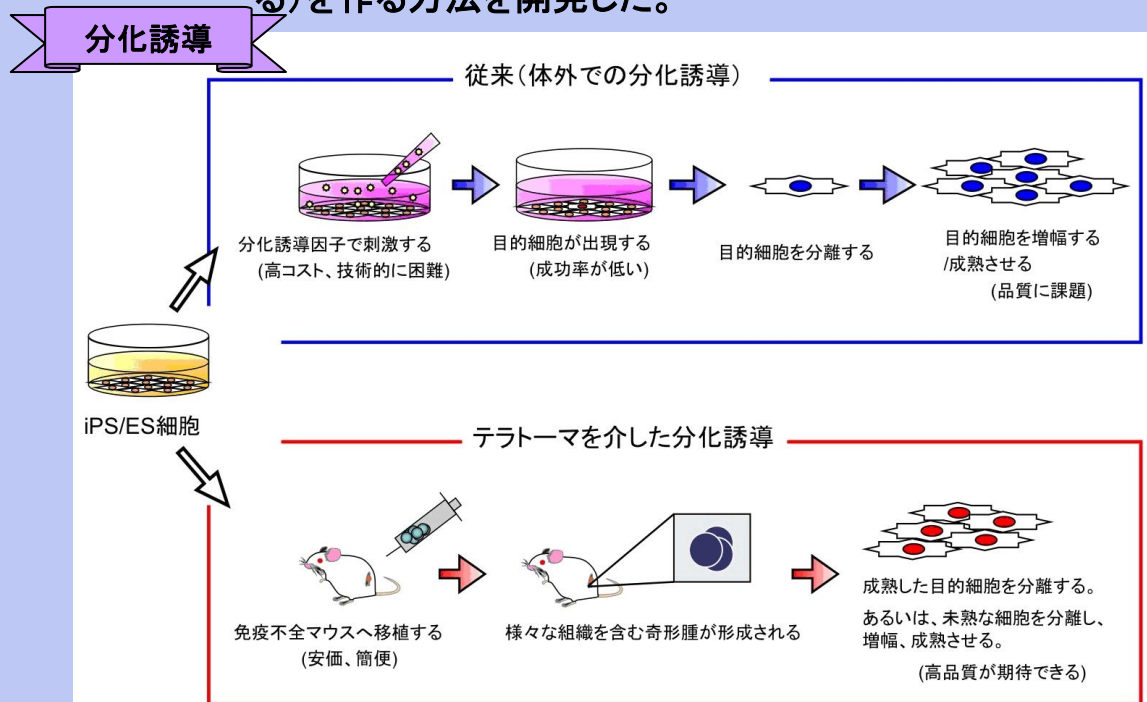 る)を作る方法を開発した。
分化誘導
従来(体外での分化誘導)
分化誘導因子で刺激する
(高コスト、技術的に困難)
目的細胞が出現する
(成功率が低い)
目的細胞を分離する
目的細胞を増幅する
/成熟させる
(品質に課題)
iPS/ES細胞
テラトーマを介した分化誘導
免疫不全マウスへ移植する
(安価、簡便)
様々な組織を含む奇形腫が形成される
成熟した目的細胞を分離する。
あるいは、未熟な細胞を分離し、
増幅、成熟させる。
(高品質が期待できる)